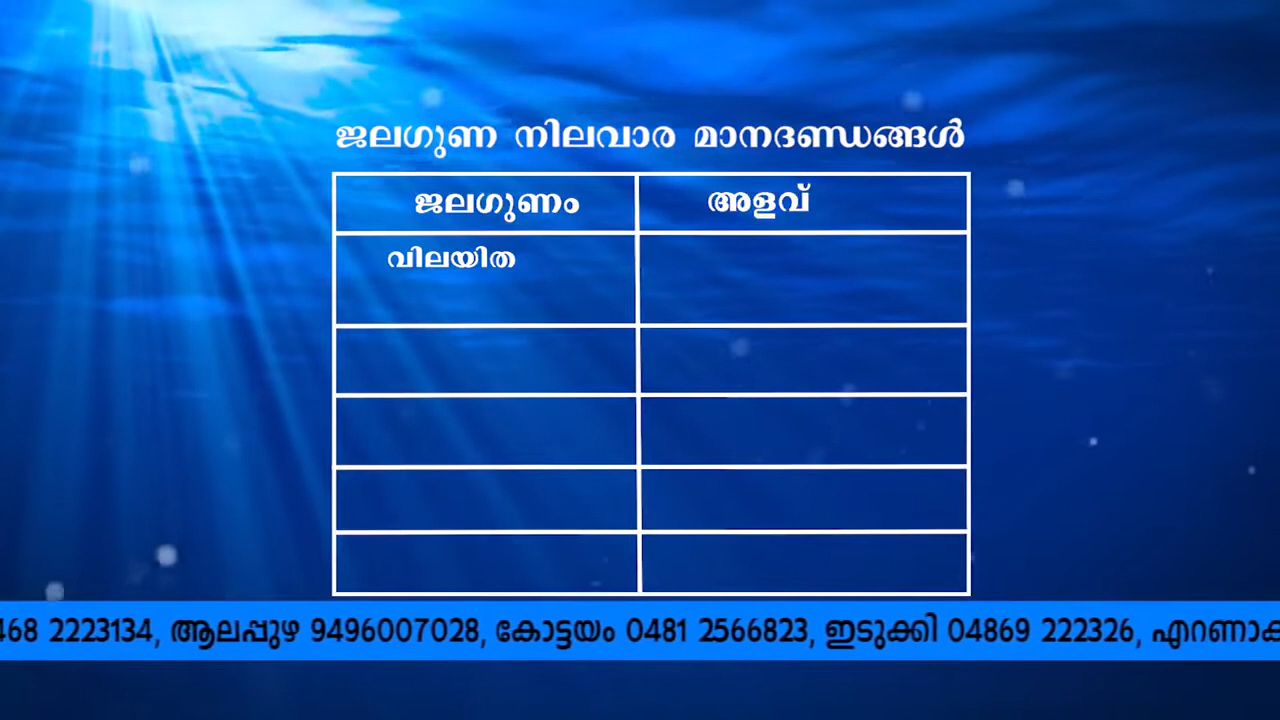 ജലഗുണ നിലവാര മാനദണ്ഡങ്ങൾ
ജലഗുണം അളവ്
വിലയിത
468 2223134, ആലപ്പുഴ 9496007028, കോട്ടയം 0481 2566823, ഇടുക്കി 04869 222326, എറണാക